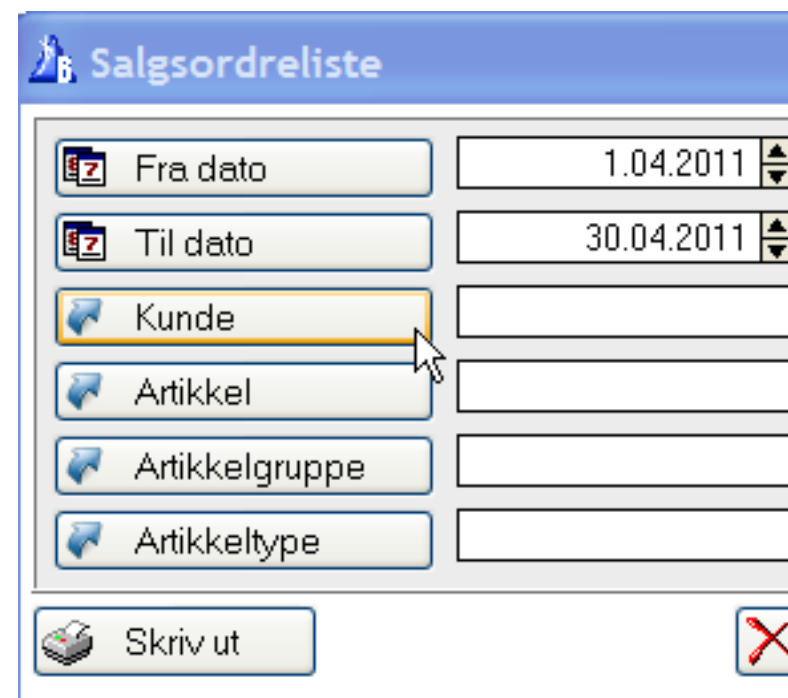 Salgsordreliste
Fra dato 1.04.2011
Til dato 30.04.2011
Kunde
Artikkel
Artikkelgruppe
Artikkeltype
Skriv ut